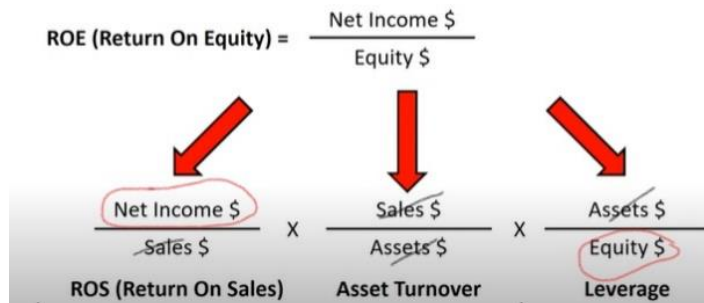 Net Income $
ROE (Return On Equity) =
Equity $
Net Income $ X Sales $ X Assets $
Sales $ Assets $ Equity $
ROS (Return On Sales) Asset Turnover Leverage